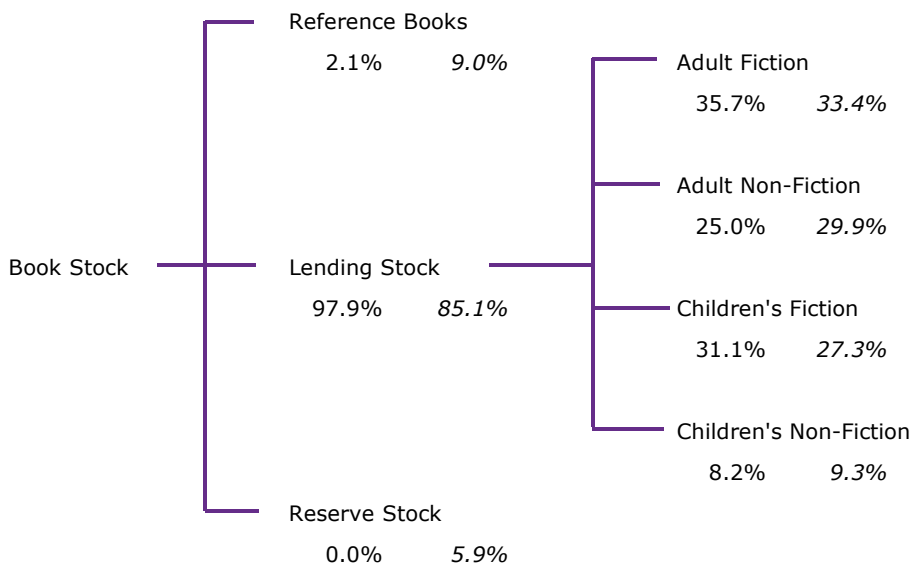 Reference Books
2.1% 9.0%
Adult Fiction
35.7% 33.4%
Adult Non-Fiction
25.0% 29.9%
Book Stock
Lending Stock
97.9% 85.1%
Children's Fiction
31.1% 27.3%
Children's Non-Fiction
8.2% 9.3%
Reserve Stock
0.0% 5.9%